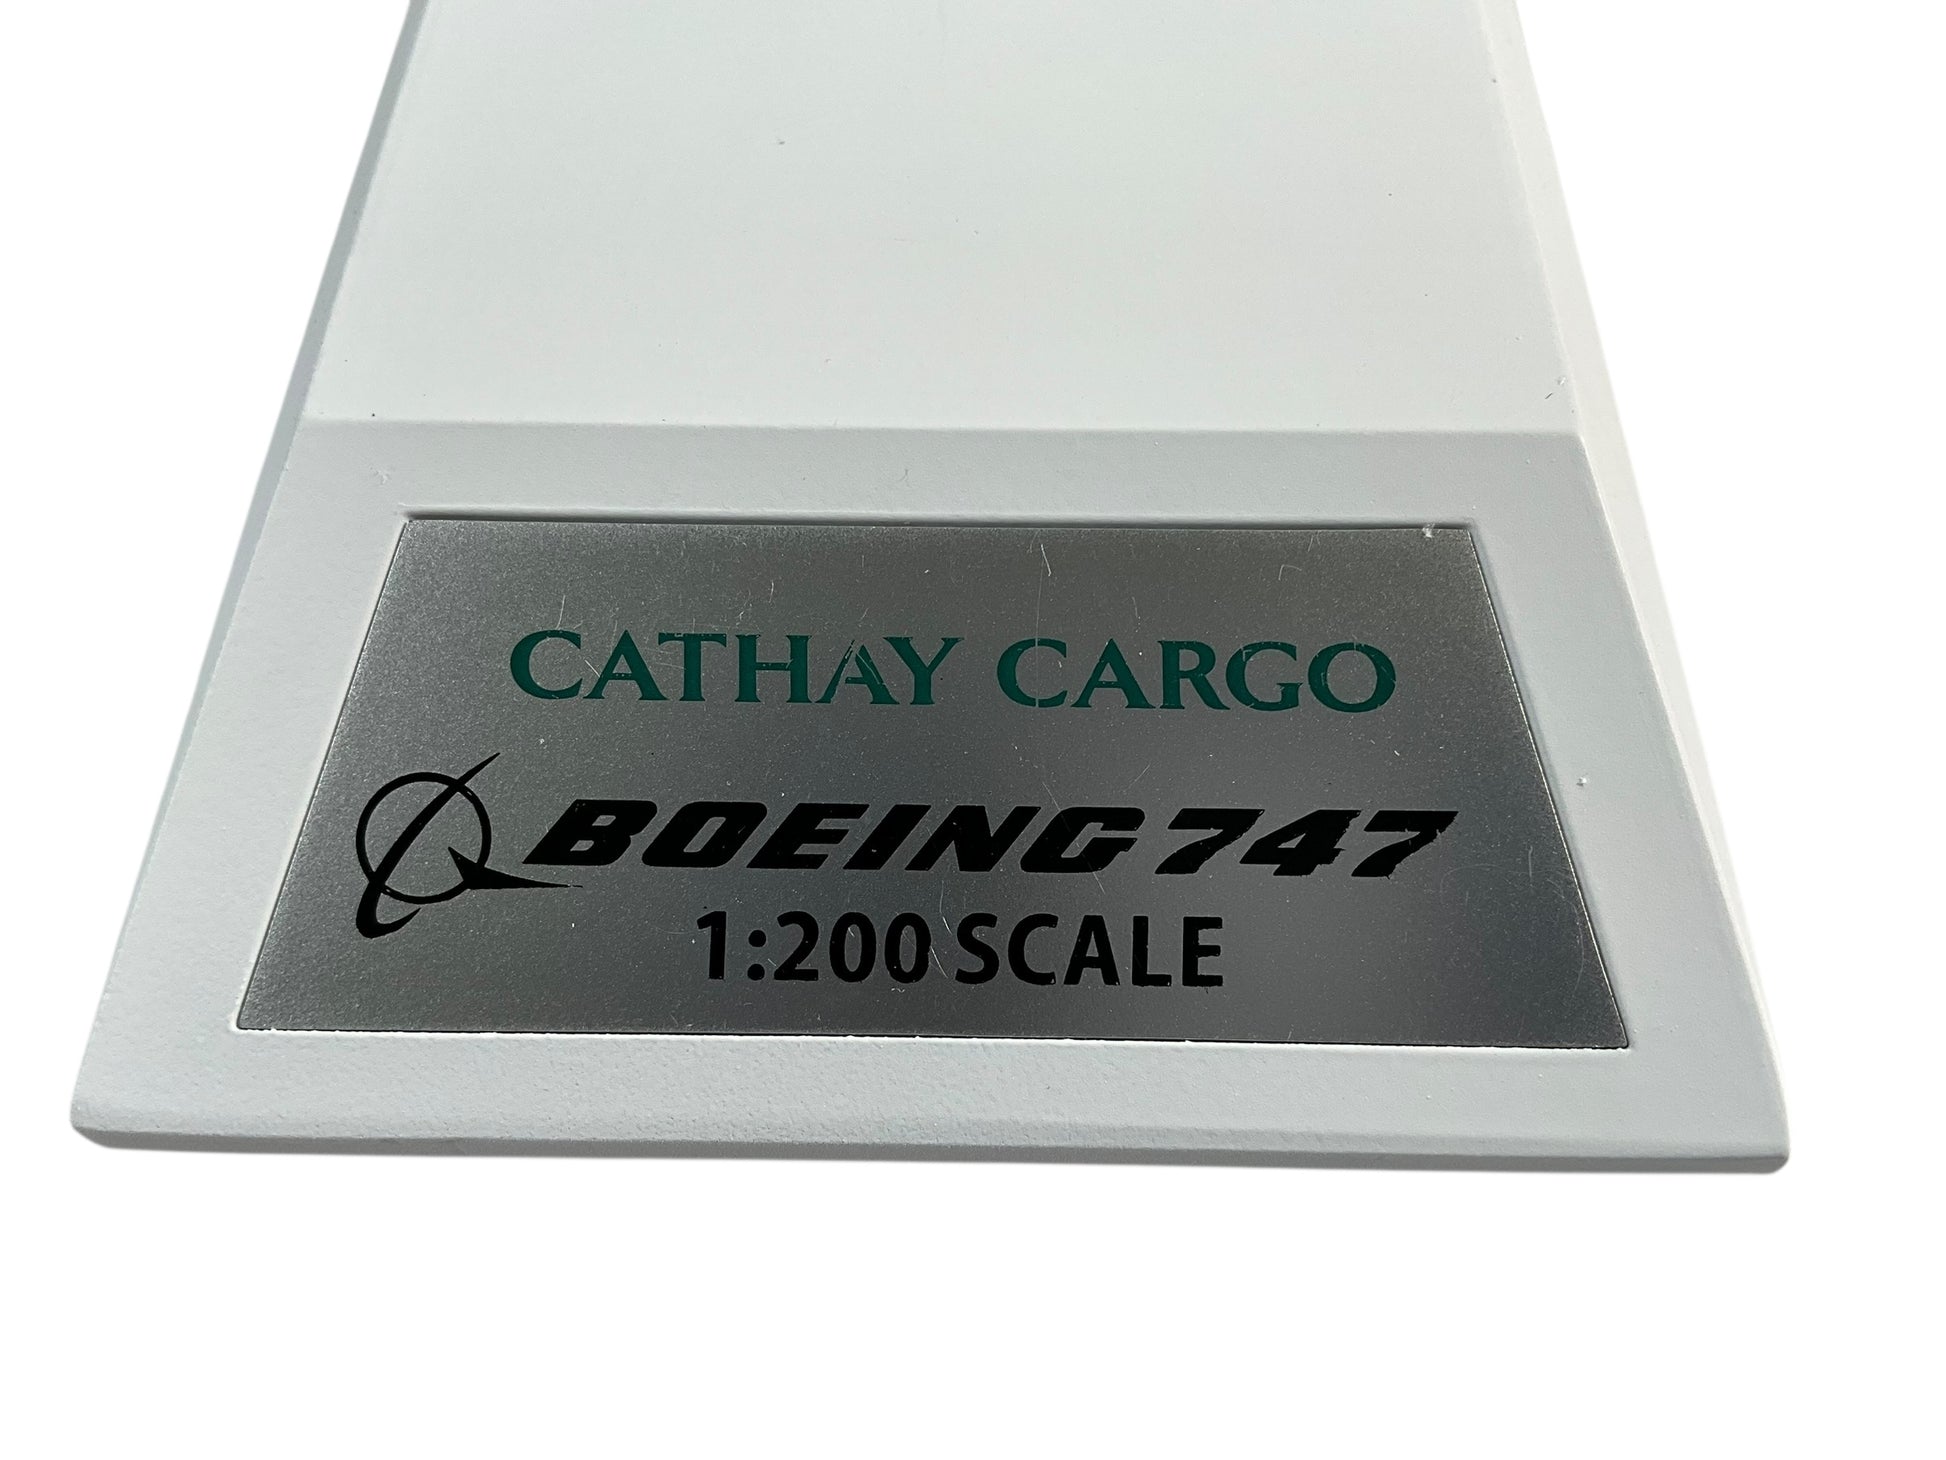 CATHAY CARGO
BOEING 747
1:200 SCALE